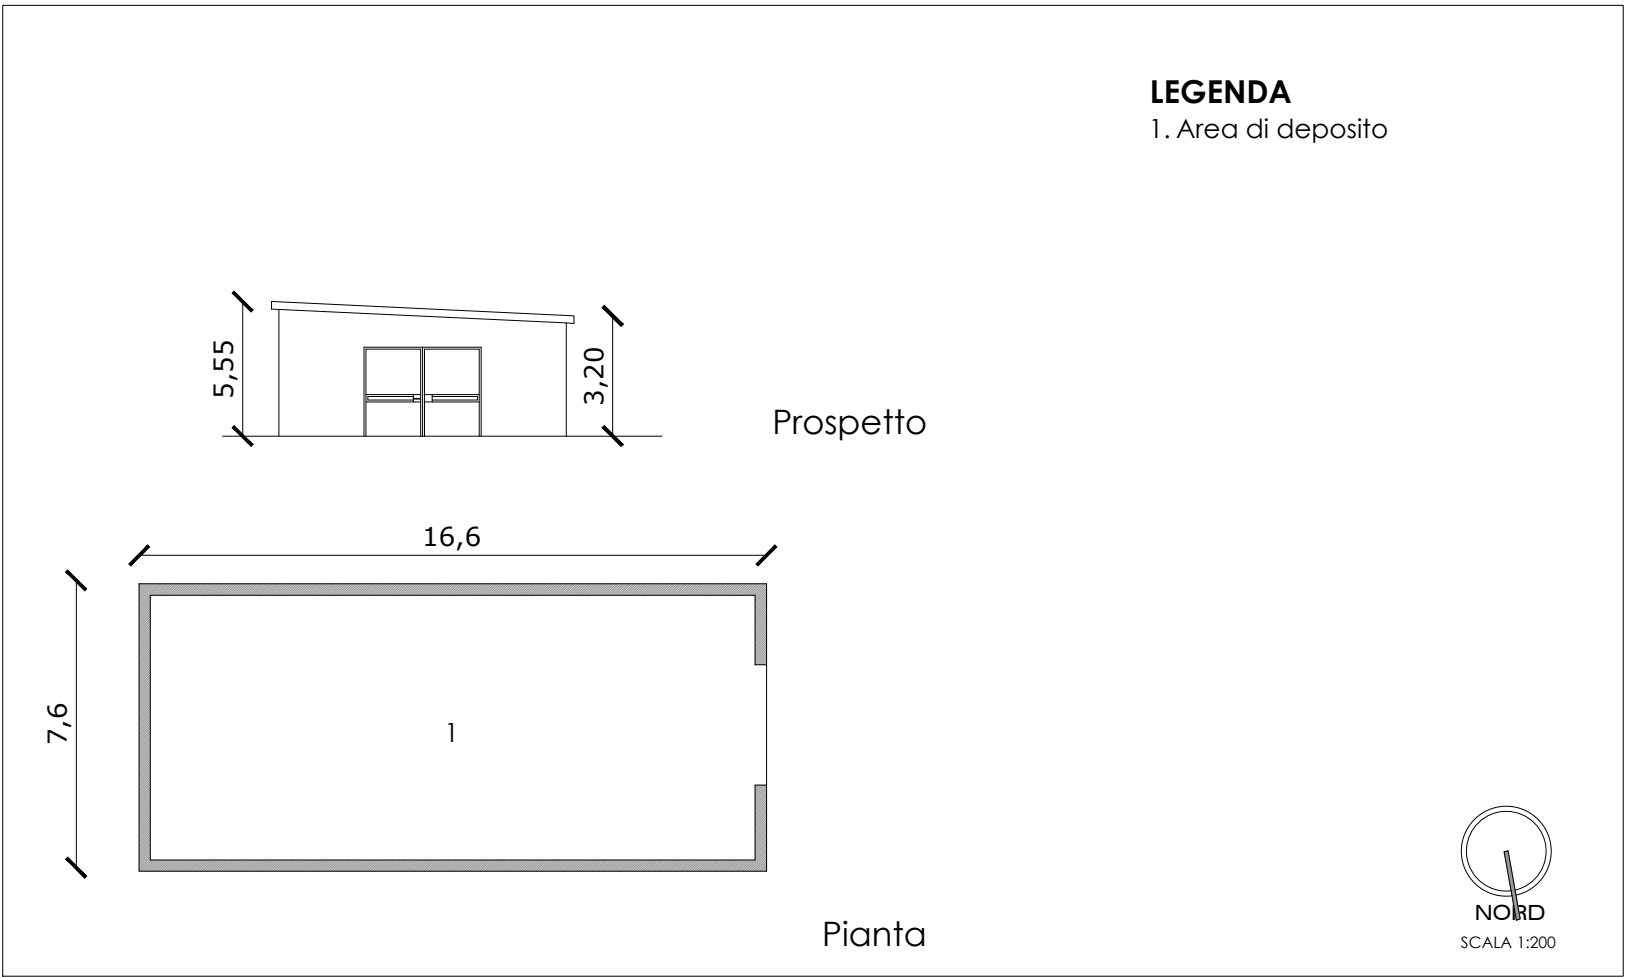 LEGENDA
1. Area di deposito
5,55
3,20
Prospetto
16,6
7,6
1
Pianta
NORD
SCALA 1:200